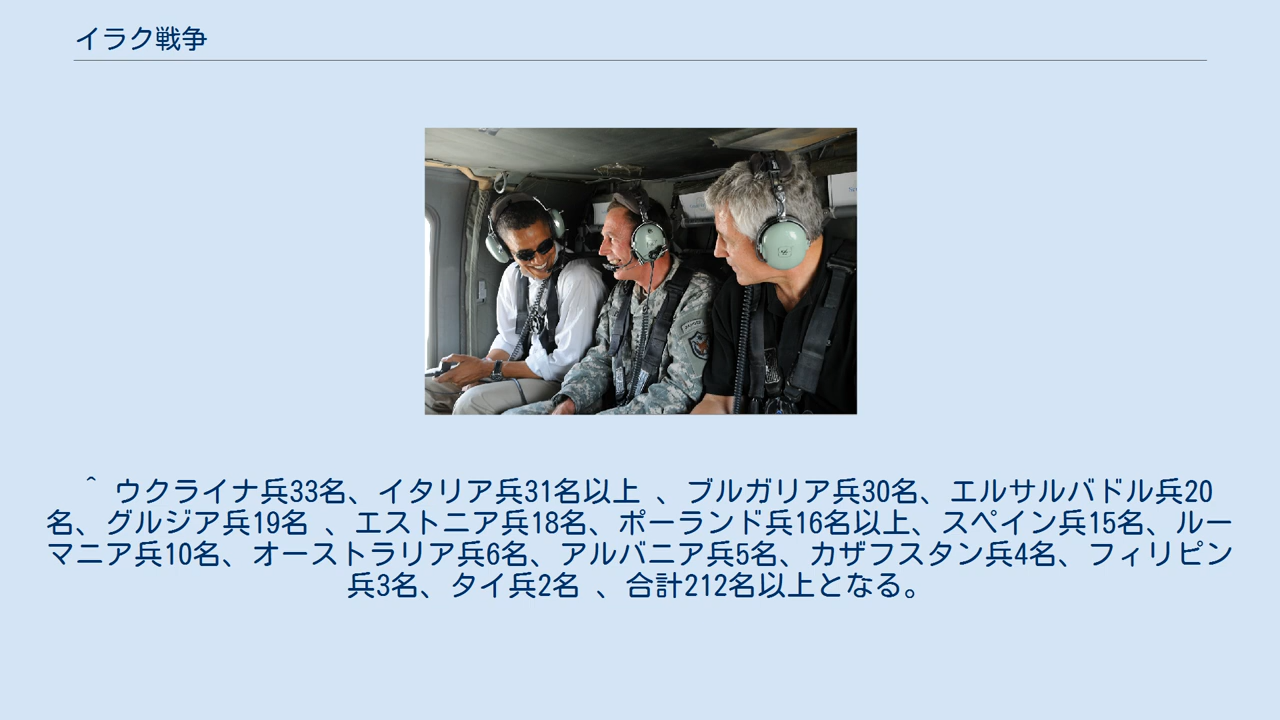 イラク戦争
^ ウクライナ兵33名、イタリア兵31名以上 、ブルガリア兵30名、エルサルバドル兵20
名、グルジア兵19名 、エストニア兵18名、ポーランド兵16名以上、スペイン兵15名、ルー
マニア兵10名、オーストラリア兵6名、アルバニア兵5名、カザフスタン兵4名、フィリピン
兵3名、タイ兵2名 、合計212名以上となる。